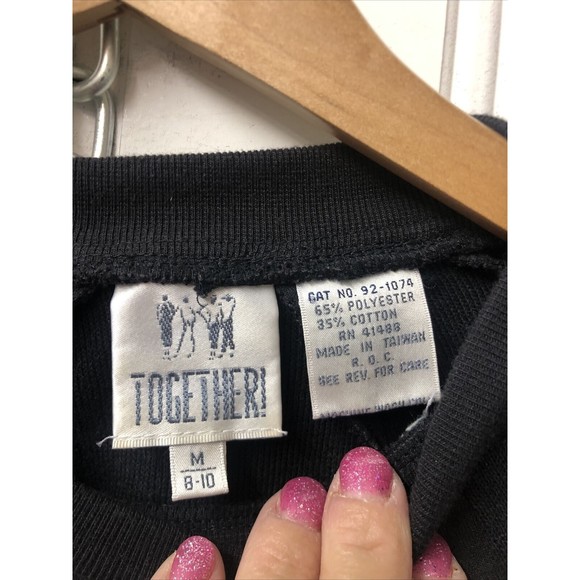 TOGETHER!
M
8-10
CAT NO. 92-1074
65% POLYESTER
35% COTTON
RN 41488
MADE IN TAIWAN
R. O. C.
SEE REV. FOR CARE